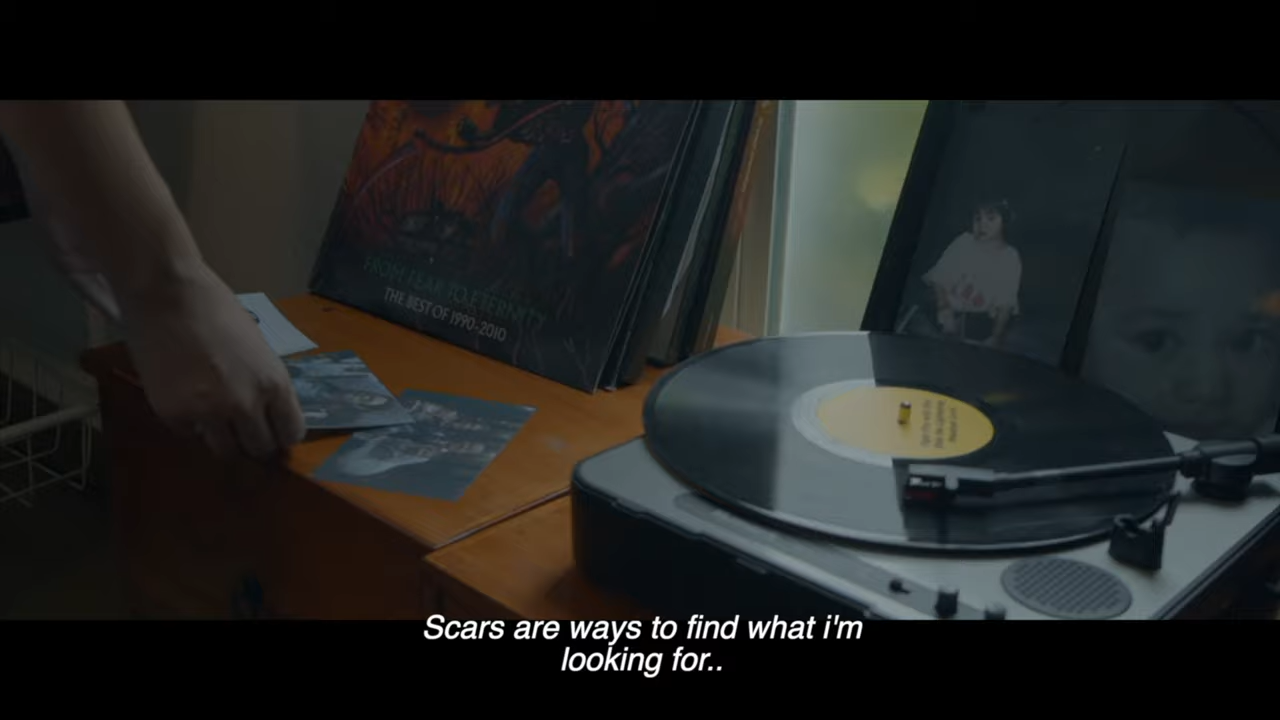 FROM FEAR TO ETERNITY
THE BEST OF 1990-2010
Scars are ways to find what i'm
looking for..